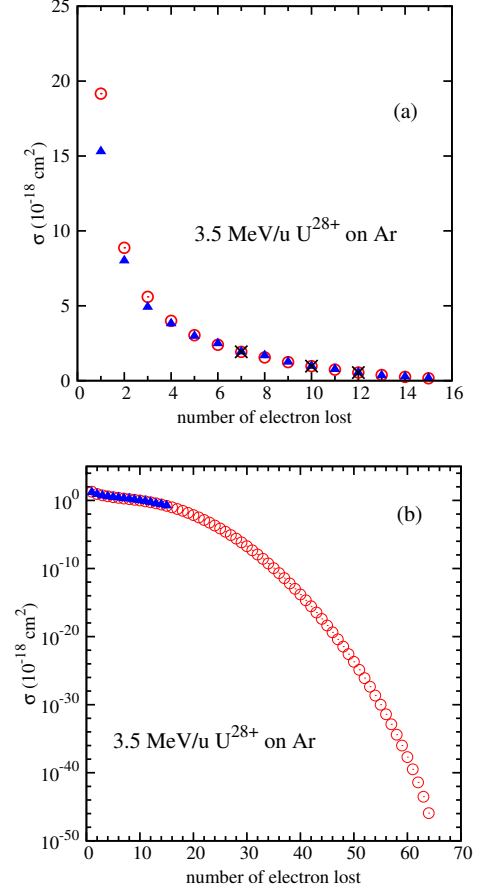 25
20
15
10
5
0
σ (10⁻¹⁸ cm²)
(a)
3.5 MeV/u U²⁸⁺ on Ar
0 2 4 6 8 10 12 14 16
number of electron lost
10⁰
10⁻¹⁰
10⁻²⁰
10⁻³⁰
10⁻⁴⁰
10⁻⁵⁰
σ (10⁻¹⁸ cm²)
(b)
3.5 MeV/u U²⁸⁺ on Ar
0 10 20 30 40 50 60 70
number of electron lost